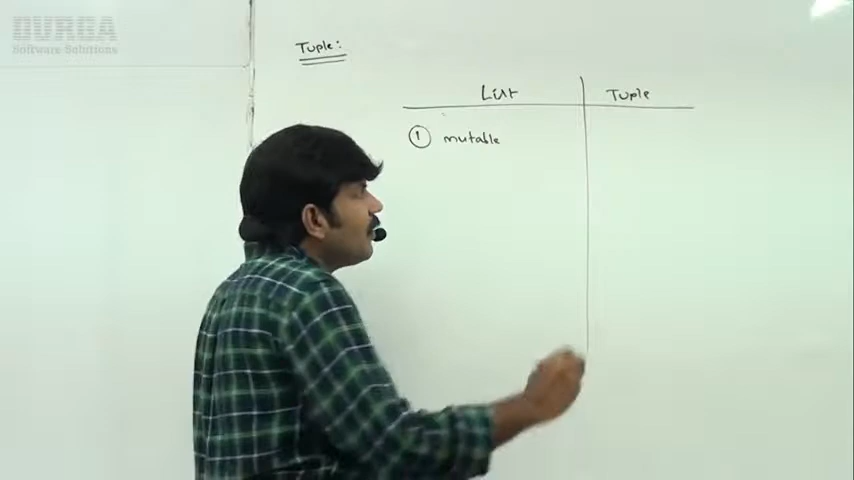 DURGA
Software Solutions
Tuple:
List
Tuple
1 mutable